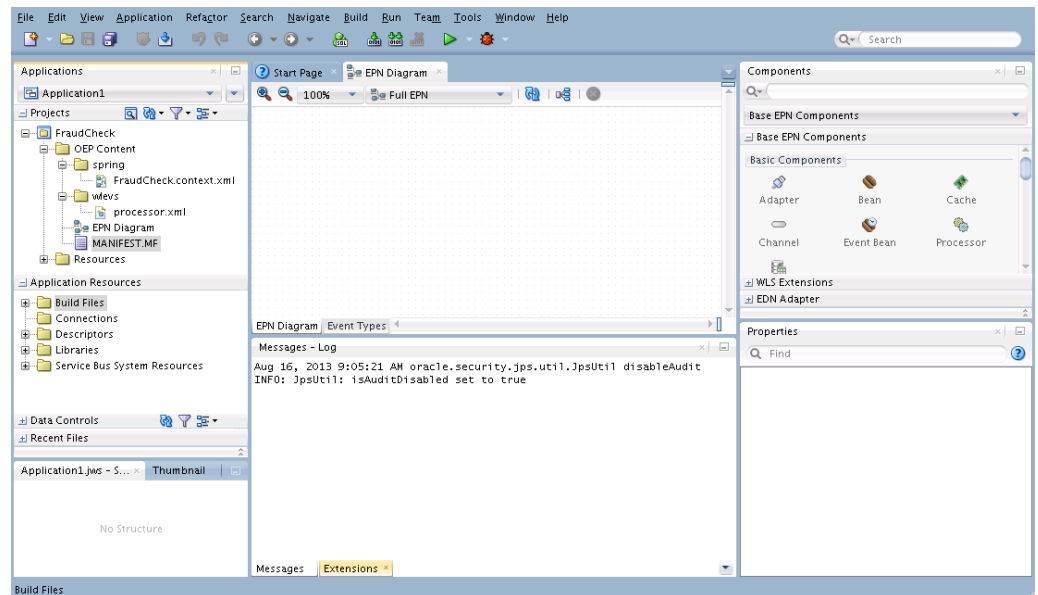 File Edit View Application Refactor Search Navigate Build Run Team Tools Window Help
Search
Applications
Application1
Projects
FraudCheck
OEP Content
spring
FraudCheck.context.xml
wlevs
processor.xml
EPN Diagram
MANIFEST.MF
Resources
Application Resources
Build Files
Connections
Descriptors
Libraries
Service Bus System Resources
Data Controls
Recent Files
Application1.jws - S... Thumbnail
No Structure
Start Page EPN Diagram
100% Full EPN
EPN Diagram Event Types
Messages - Log
Aug 16, 2013 9:05:21 AM oracle.security.jps.util.JpsUtil disableAudit
INFO: JpsUtil: isAuditDisabled set to true
Messages Extensions
Components
Base EPN Components
Base EPN Components
Basic Components
Adapter Bean Cache
Channel Event Bean Processor
WLS Extensions
EDN Adapter
Properties
Find
Build Files